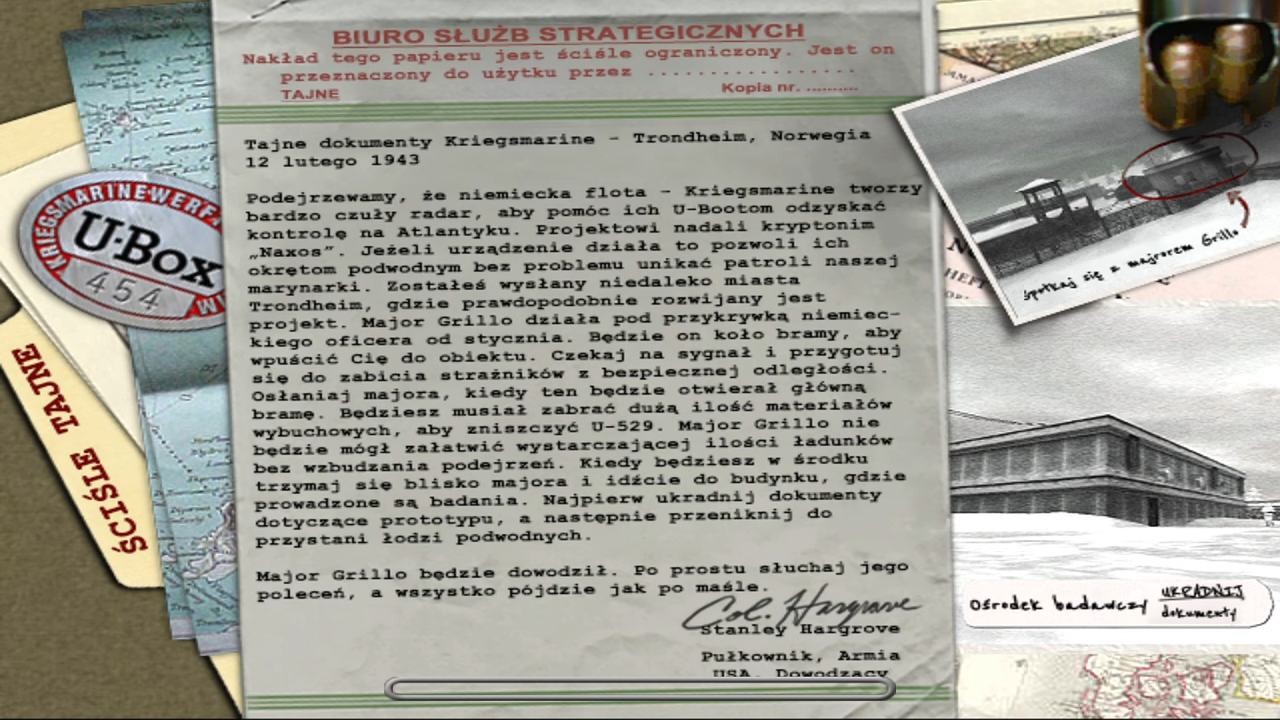 BIURO SŁUŻB STRATEGICZNYCH
Nakład tego papieru jest ściśle ograniczony. Jest on
przeznaczony do użytku przez ..................
TAJNE
Kopia nr. ..........
Tajne dokumenty Kriegsmarine - Trondheim, Norwegia
12 lutego 1943
Podejrzewamy, że niemiecka flota - Kriegsmarine tworzy
bardzo czuły radar, aby pomóc ich U-Bootom odzyskać
kontrolę na Atlantyku. Projektowi nadali kryptonim
„Naxos”. Jeżeli urządzenie działa to pozwoli ich
okrętom podwodnym bez problemu unikać patroli naszej
marynarki. Zostałeś wysłany niedaleko miasta
Trondheim, gdzie prawdopodobnie rozwijany jest
projekt. Major Grillo działa pod przykrywką niemiec-
kiego oficera od stycznia. Będzie on koło bramy, aby
wpuścić Cię do obiektu. Czekaj na sygnał i przygotuj
się do zabicia strażników z bezpiecznej odległości.
Osłaniaj majora, kiedy ten będzie otwierał główną
bramę. Będziesz musiał zabrać dużą ilość materiałów
wybuchowych, aby zniszczyć U-529. Major Grillo nie
będzie mógł załatwić wystarczającej ilości ładunków
bez wzbudzania podejrzeń. Kiedy będziesz w środku
trzymaj się blisko majora i idźcie do budynku, gdzie
prowadzone są badania. Najpierw ukradnij dokumenty
dotyczące prototypu, a następnie przeniknij do
przystani łodzi podwodnych.
Major Grillo będzie dowodził. Po prostu słuchaj jego
poleceń, a wszystko pójdzie jak po maśle.
Col. Hargrave
Stanley Hargrove
Pułkownik, Armia
USA, Dowodzący
KRIEGSMARINEWERF
U-Box
454
IM
ŚCIŚLE TAJNE
Spotkaj się z majrorem Grillo
Ośrodek badawczy
UKRADNIJ
dokumenty